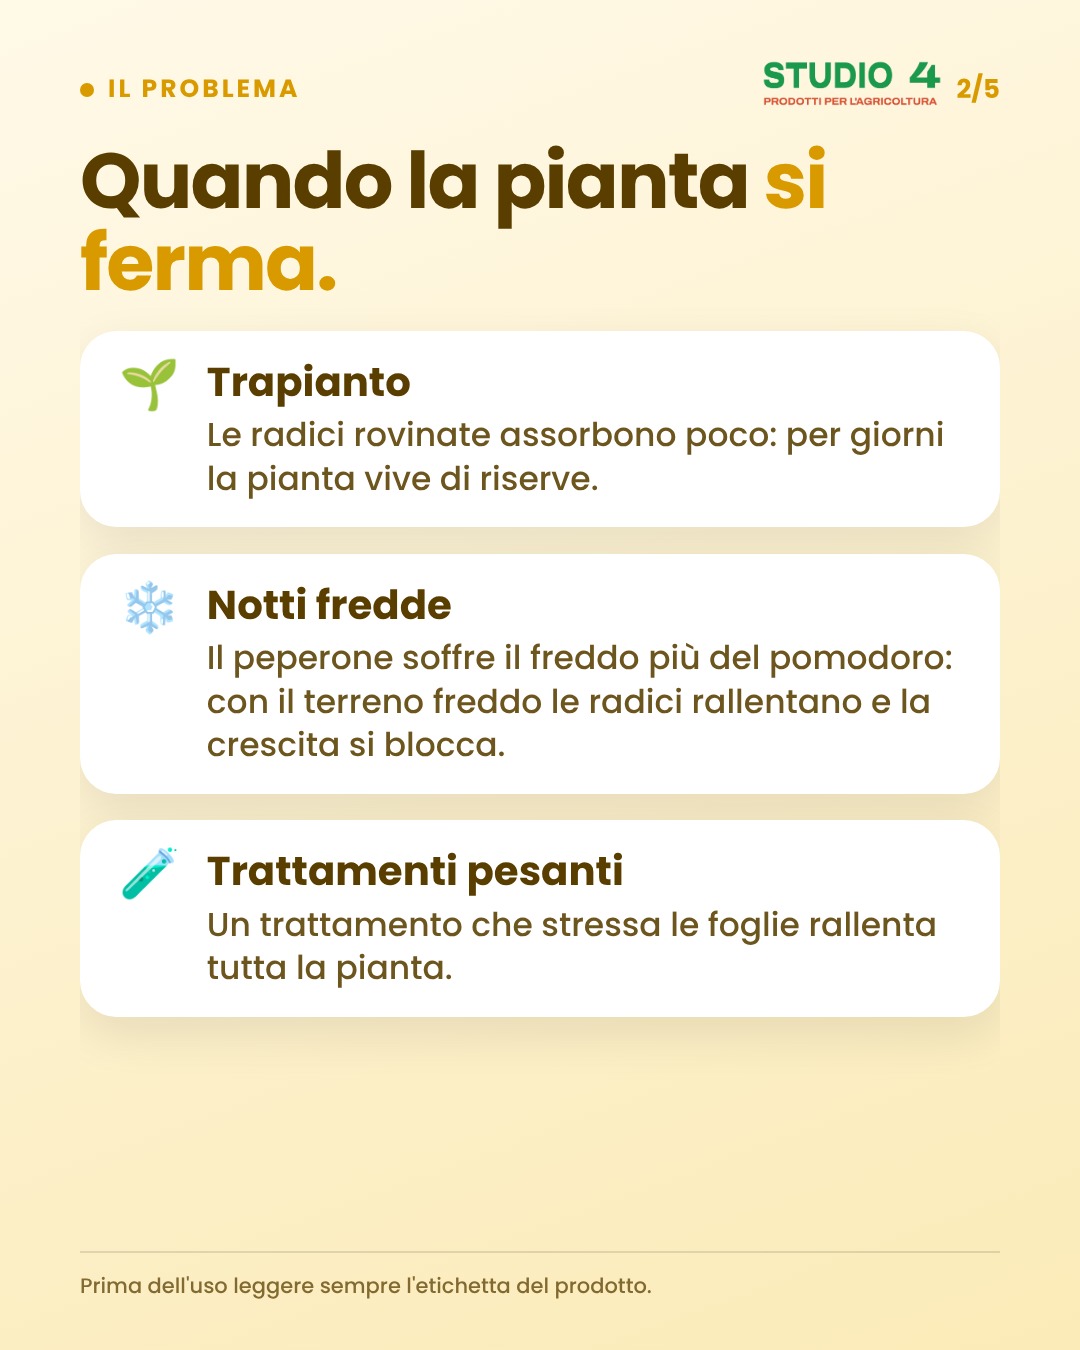 IL PROBLEMA
STUDIO 4
PRODOTTI PER L'AGRICOLTURA
2/5
Quando la pianta si
ferma.
Trapianto
Le radici rovinate assorbono poco: per giorni
la pianta vive di riserve.
Notti fredde
Il peperone soffre il freddo più del pomodoro:
con il terreno freddo le radici rallentano e la
crescita si blocca.
Trattamenti pesanti
Un trattamento che stressa le foglie rallenta
tutta la pianta.
Prima dell'uso leggere sempre l'etichetta del prodotto.